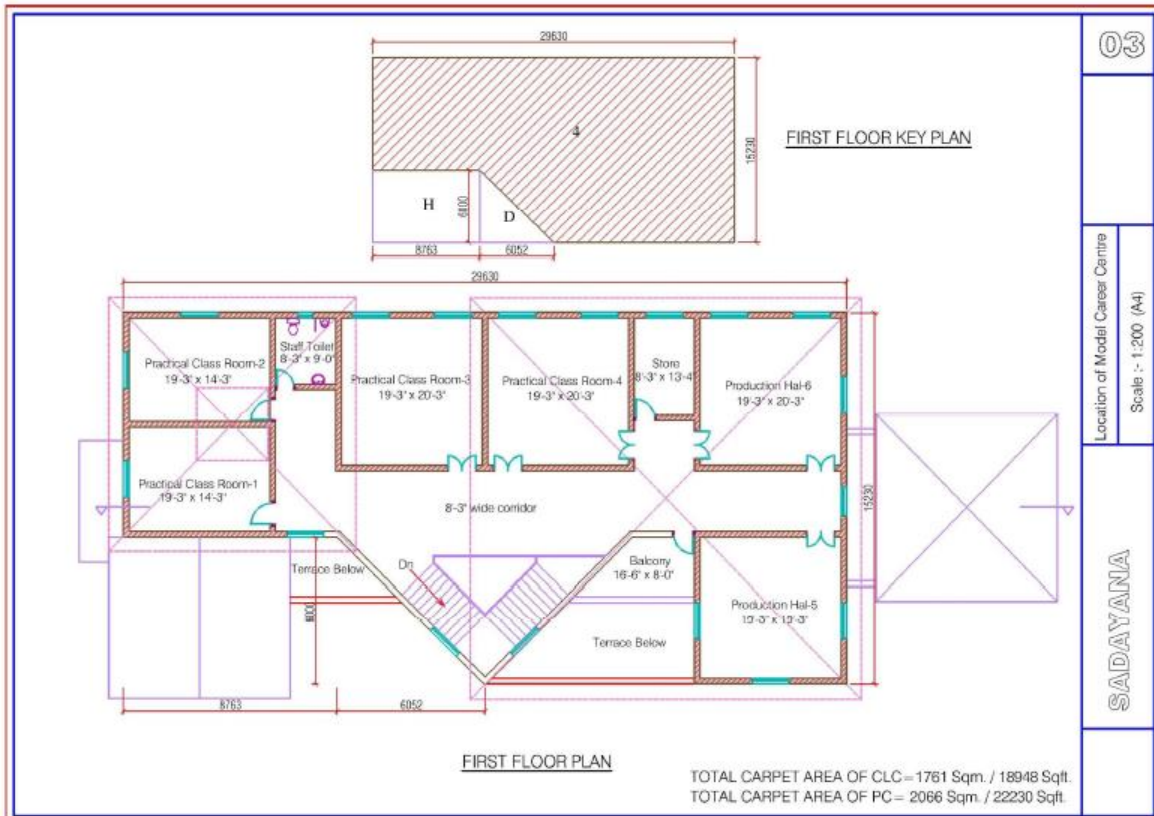 03
29630
4
FIRST FLOOR KEY PLAN
15230
H
D
8763
6052
29630
Practical Class Room-2
19'-3" x 14'-3"
Staff Toilet
8'-3" x 9'-0"
Practical Class Room-3
19'-3" x 20'-3"
Practical Class Room-4
19'-3" x 20'-3"
Store
8'-3" x 13'-4"
Production Hal-6
19'-3" x 20'-3"
Practical Class Room-1
19'-3" x 14'-3"
8'-3" wide corridor
15230
Terrace Below
Dn
Balcony
16'-6" x 8'-0"
Production Hal-5
Terrace Below
8763
6052
FIRST FLOOR PLAN
TOTAL CARPET AREA OF CLC=1761 Sqm. / 18948 Sqft.
TOTAL CARPET AREA OF PC= 2066 Sqm. / 22230 Sqft.
Location of Model Career Centre
Scale :- 1:200 (A4)
SADAYANA